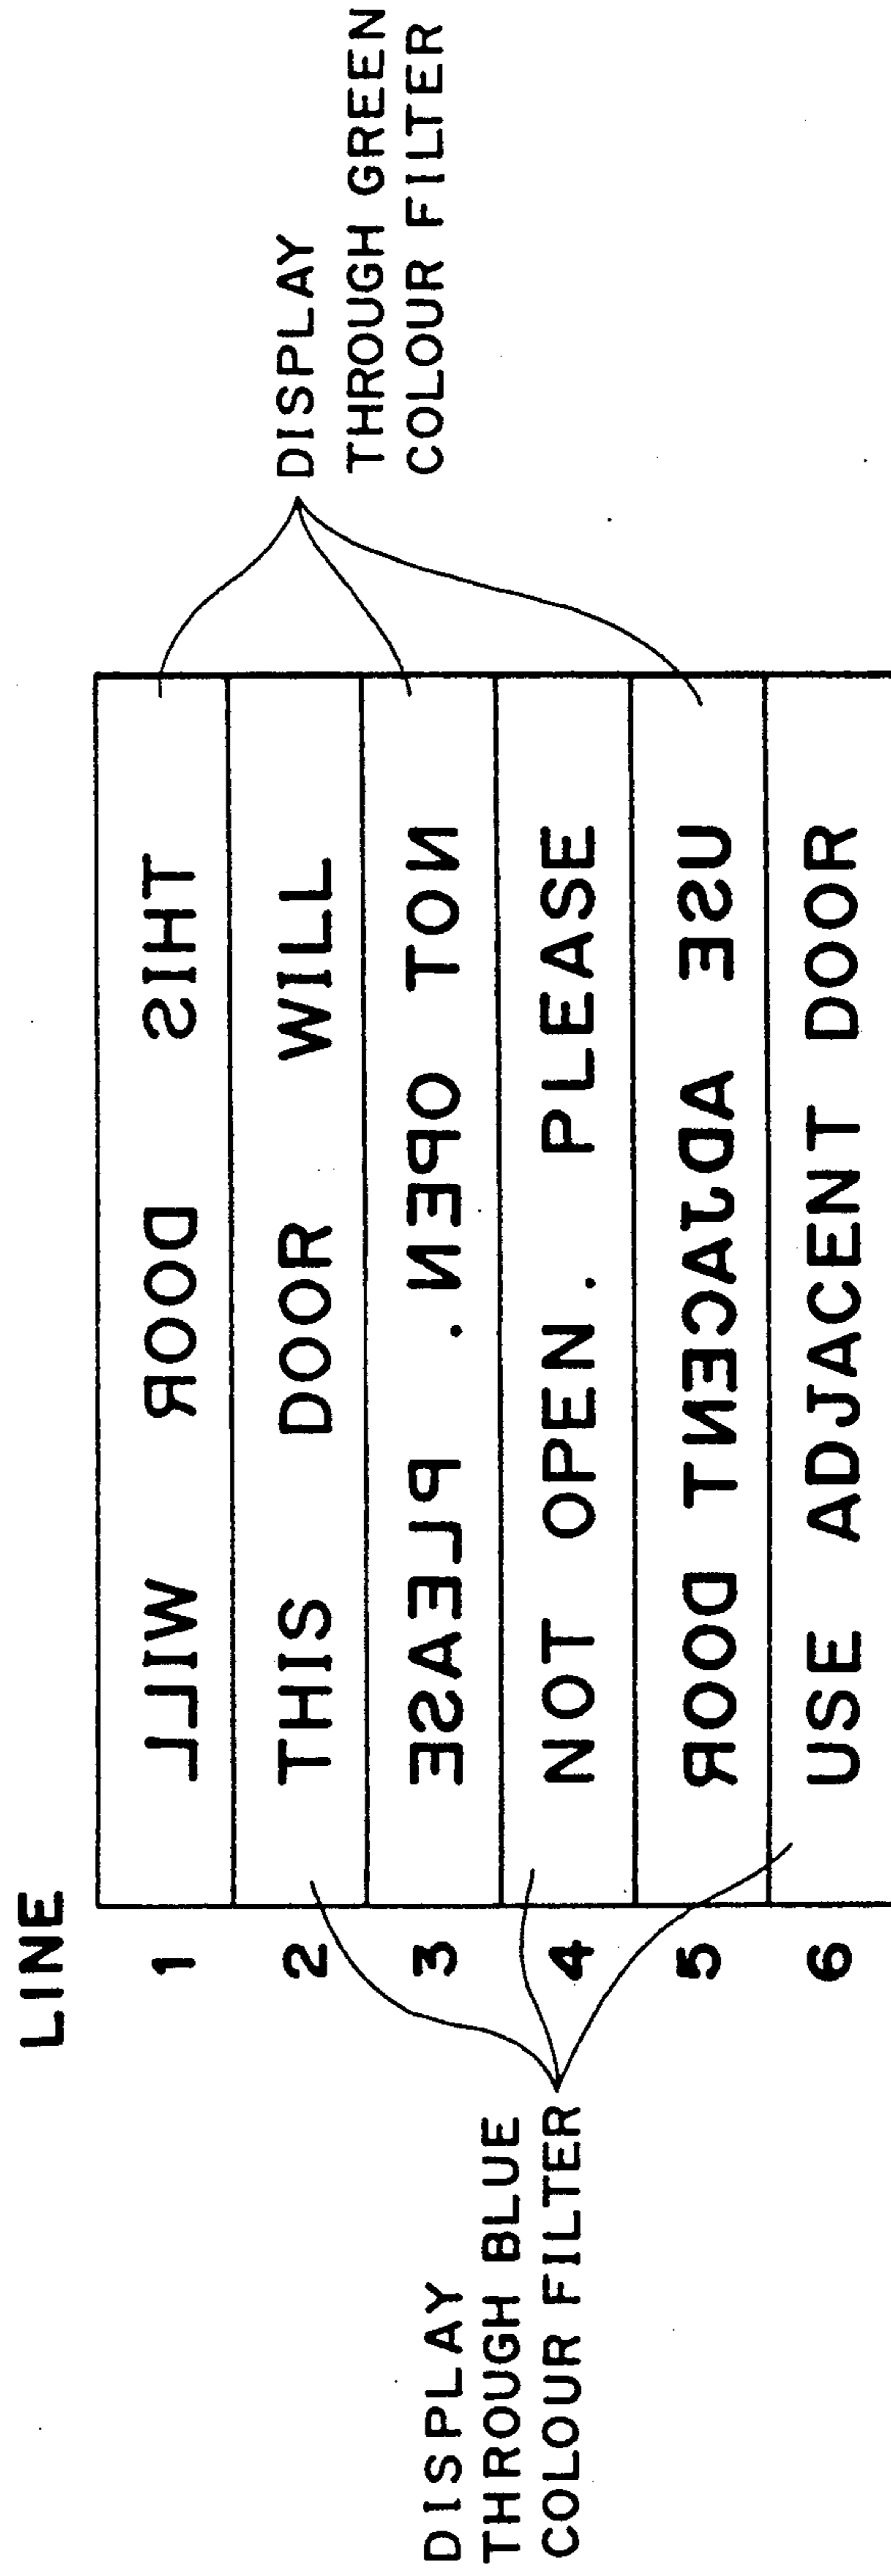 LINE
1 THIS DOOR WILL
2 THIS DOOR WILL
3 NOT OPEN. PLEASE
4 NOT OPEN. PLEASE
5 USE ADJACENT DOOR
6 USE ADJACENT DOOR
DISPLAY
THROUGH BLUE
COLOUR FILTER
DISPLAY
THROUGH GREEN
COLOUR FILTER